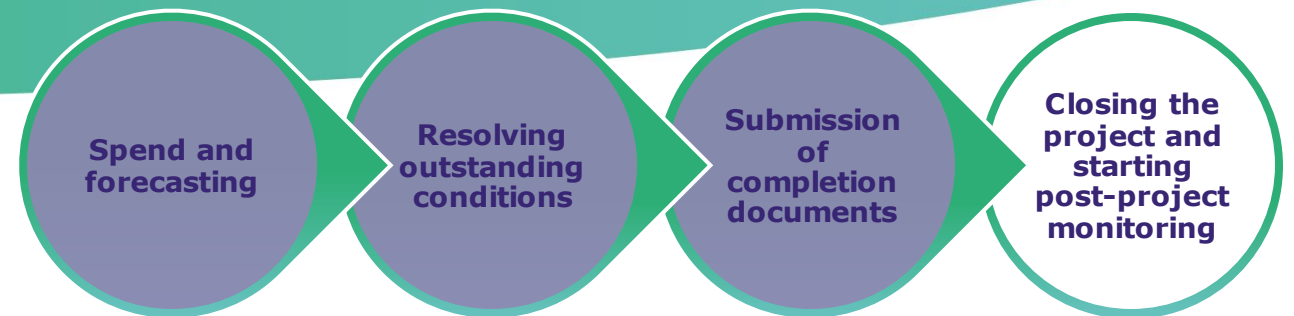 Spend and
forecasting
Resolving
outstanding
conditions
Submission
of
completion
documents
Closing the
project and
starting
post-project
monitoring